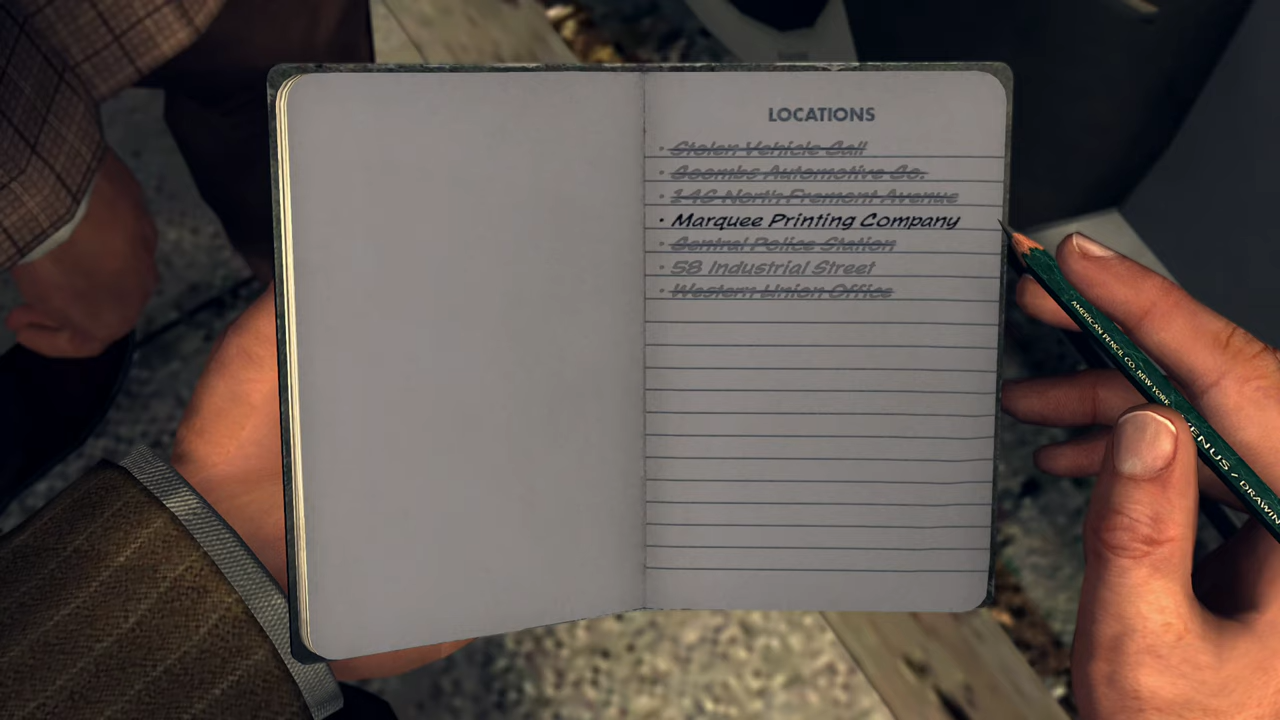 LOCATIONS
· Stolen Vehicle Call
· Coombs Automotive Co.
· 146 North Fremont Avenue
· Marquee Printing Company
· Central Police Station
· 58 Industrial Street
· Western Union Office
AMERICAN PENCIL CO. NEW YORK
VENUS / DRAWIN